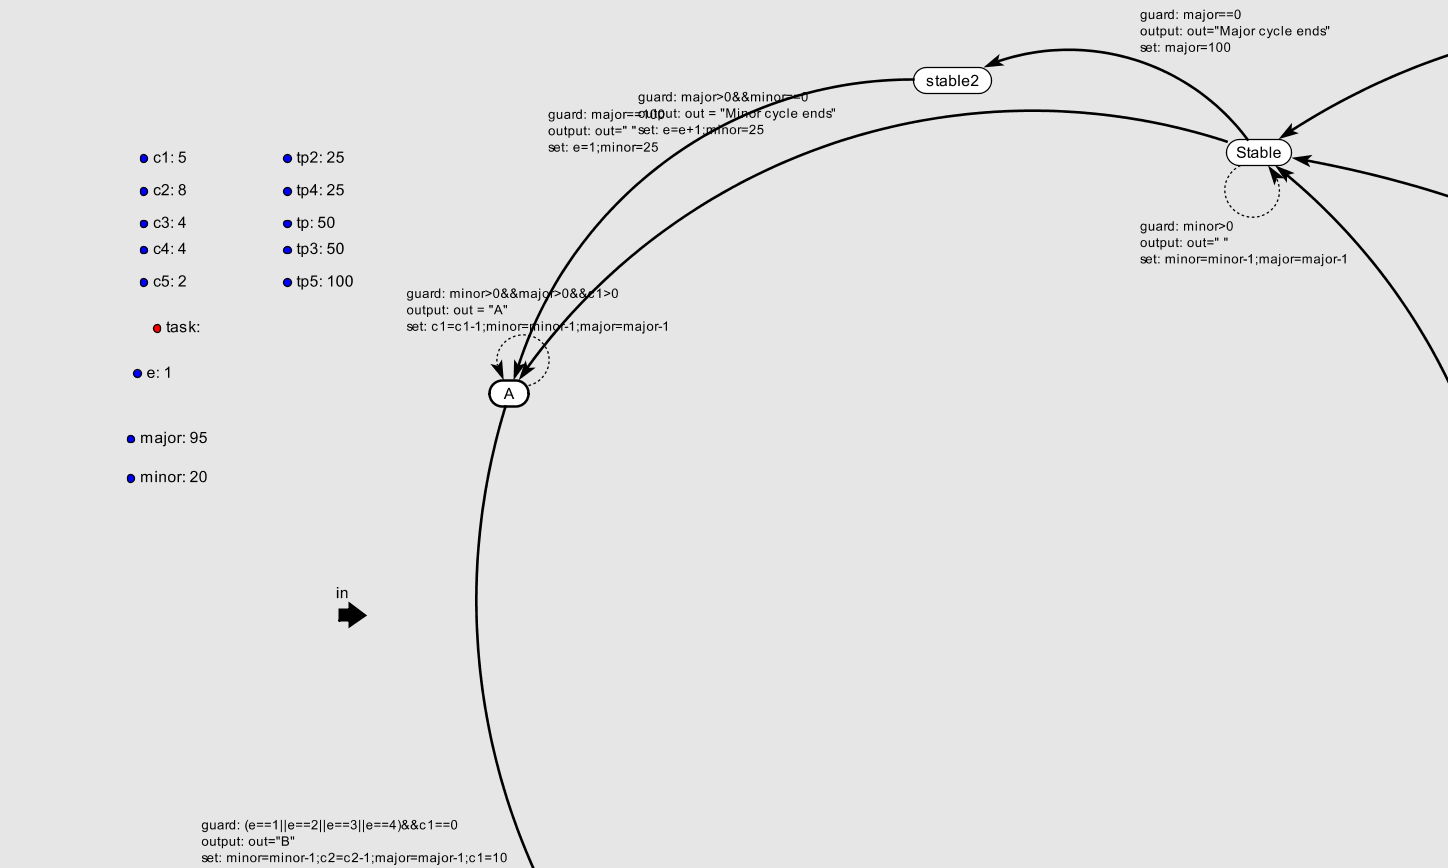 guard: major==0
output: out="Major cycle ends"
set: major=100
stable2
guard: major>0&&minor==0
output: out = "Minor cycle ends"
set: e=e+1;minor=25
guard: major==100
output: out=" "
set: e=1;minor=25
Stable
c1: 5
tp2: 25
c2: 8
tp4: 25
c3: 4
tp: 50
c4: 4
tp3: 50
c5: 2
tp5: 100
guard: minor>0
output: out=" "
set: minor=minor-1;major=major-1
guard: minor>0&&major>0&&c1>0
output: out = "A"
set: c1=c1-1;minor=minor-1;major=major-1
task:
e: 1
A
major: 95
minor: 20
in
guard: (e==1||e==2||e==3||e==4)&&c1==0
output: out="B"
set: minor=minor-1;c2=c2-1;major=major-1;c1=10